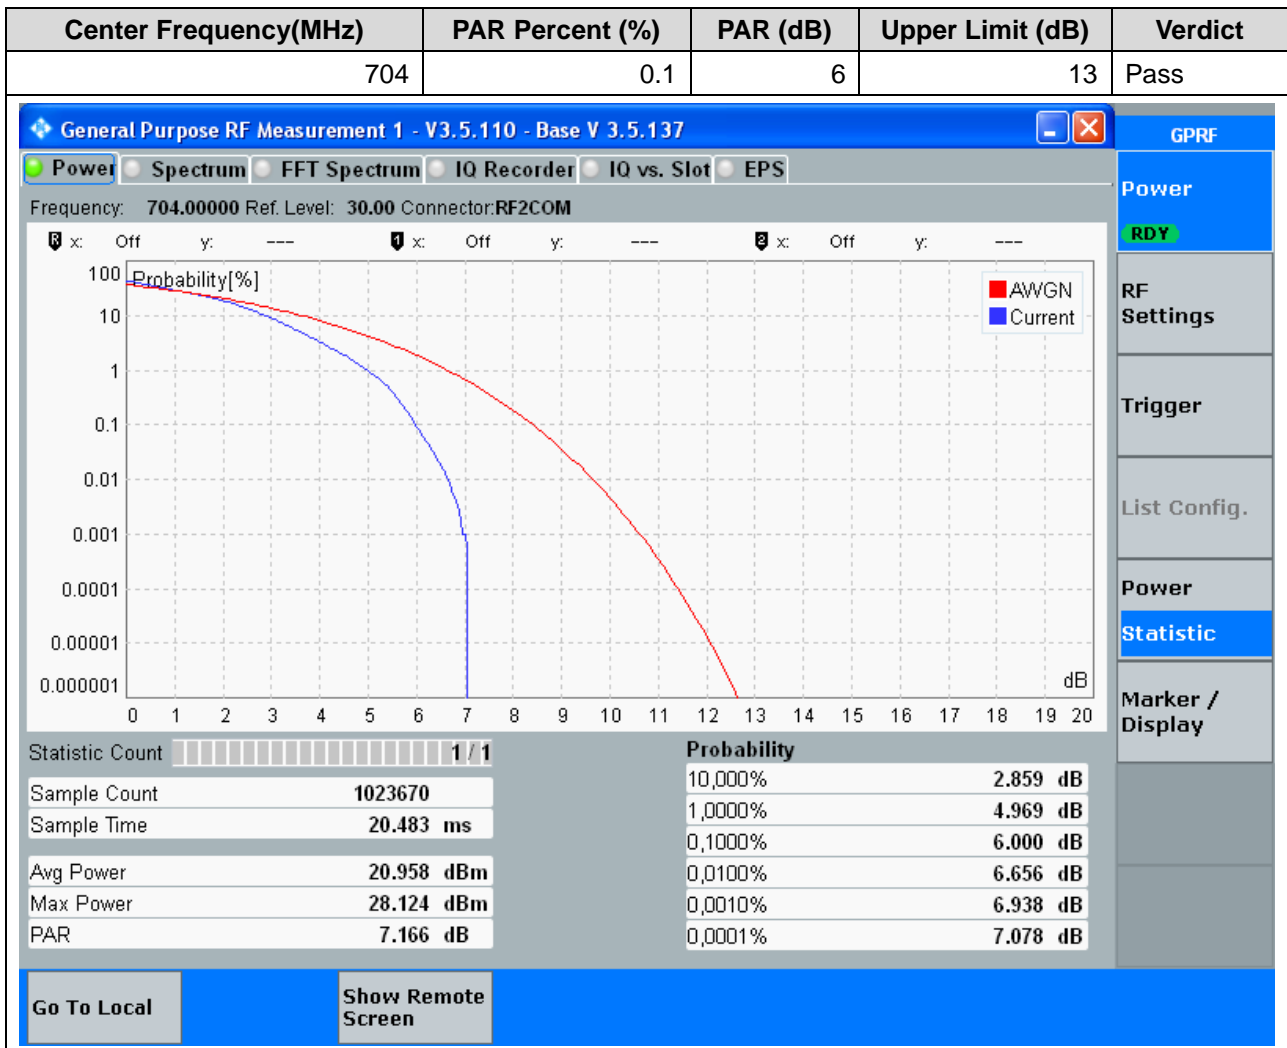 Center Frequency(MHz) PAR Percent (%) PAR (dB) Upper Limit (dB) Verdict
704 0.1 6 13 Pass
General Purpose RF Measurement 1 - V3.5.110 - Base V 3.5.137
GPRF
Power Spectrum FFT Spectrum IQ Recorder IQ vs. Slot EPS
Power
RDY
Frequency: 704.00000 Ref. Level: 30.00 Connector:RF2COM
R x: Off y: --- 1 x: Off y: --- 2 x: Off y: ---
Probability[%]
AWGN
Current
100
10
1
0.1
0.01
0.001
0.0001
0.00001
0.000001
dB
0 1 2 3 4 5 6 7 8 9 10 11 12 13 14 15 16 17 18 19 20
RF
Settings
Trigger
List Config.
Power
Statistic
Marker /
Display
Statistic Count 1 / 1
Sample Count 1023670
Sample Time 20.483 ms
Avg Power 20.958 dBm
Max Power 28.124 dBm
PAR 7.166 dB
Probability
10,000% 2.859 dB
1,0000% 4.969 dB
0,1000% 6.000 dB
0,0100% 6.656 dB
0,0010% 6.938 dB
0,0001% 7.078 dB
Go To Local
Show Remote
Screen